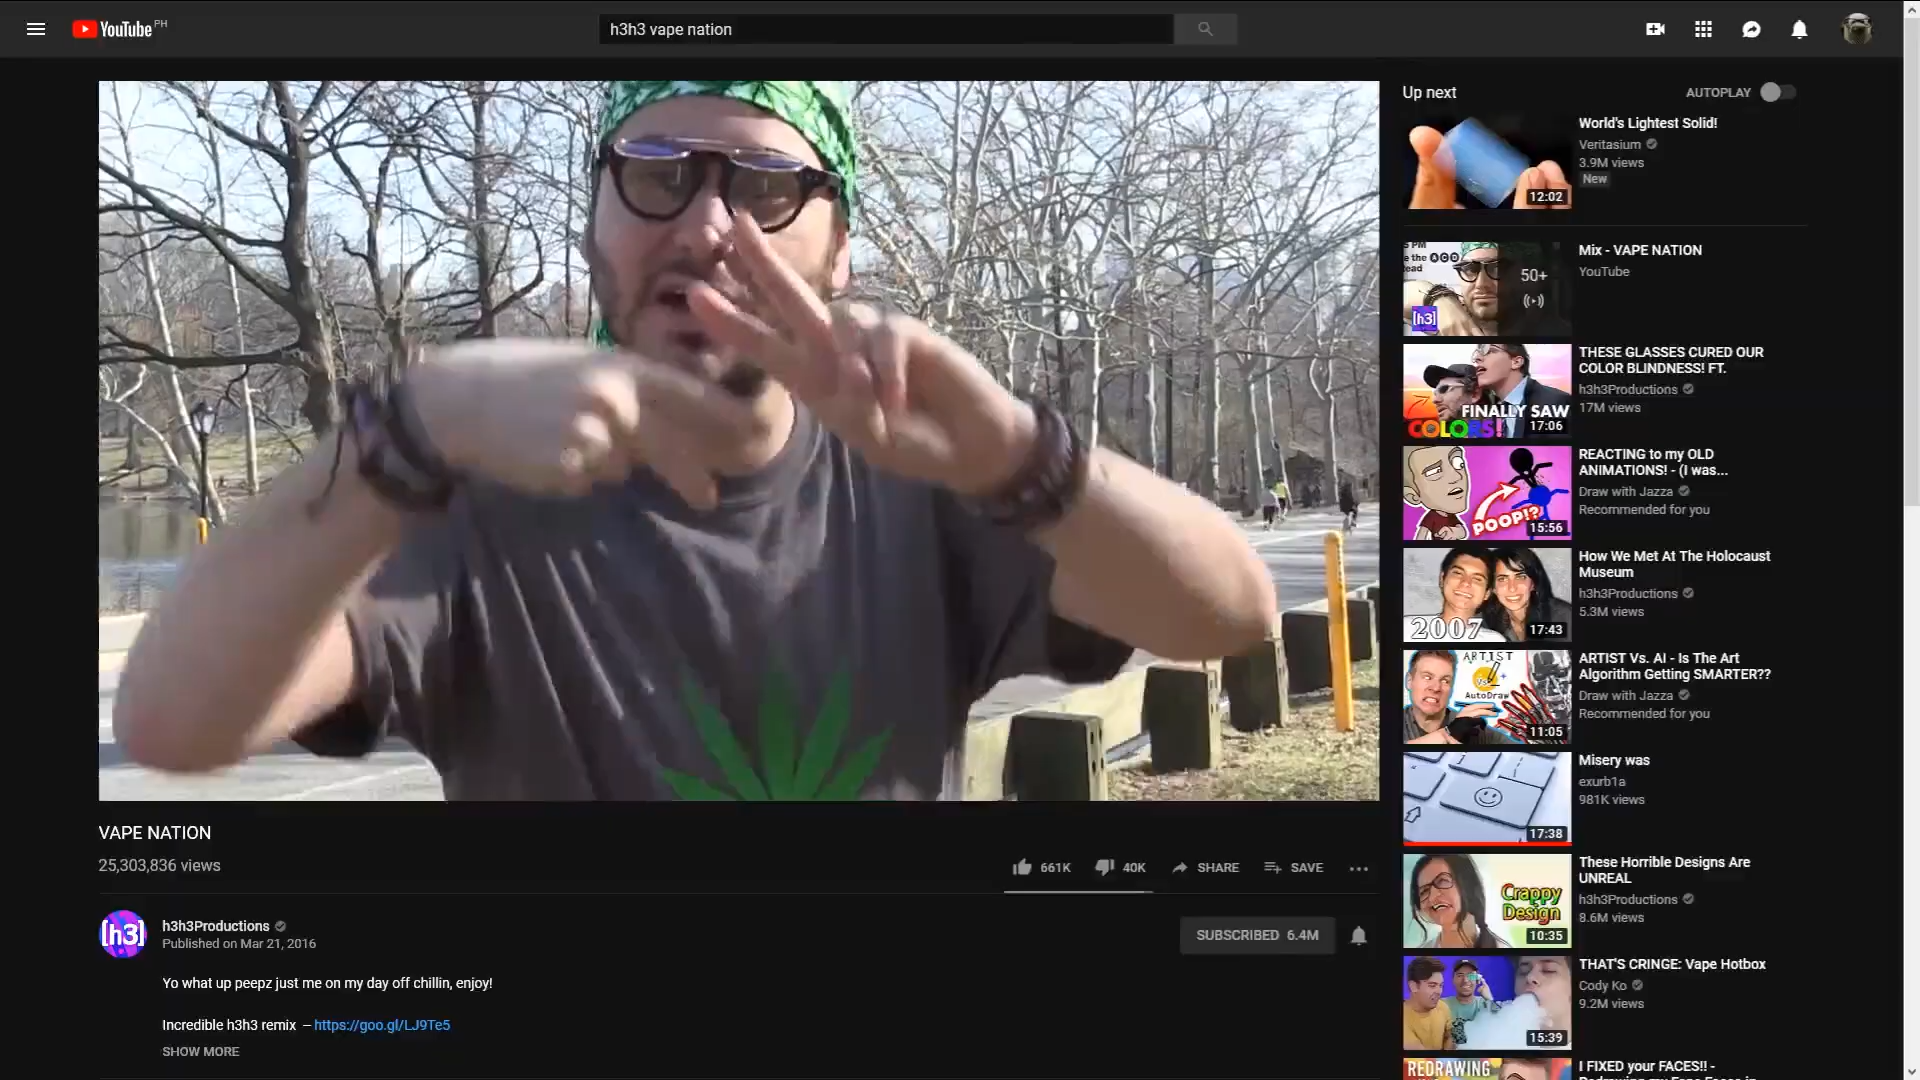 YouTube PH
h3h3 vape nation
Up next
AUTOPLAY
World's Lightest Solid!
Veritasium
3.9M views
New
12:02
Mix - VAPE NATION
YouTube
50+
[h3]
THESE GLASSES CURED OUR
COLOR BLINDNESS! FT.
h3h3Productions
17M views
FINALLY SAW
COLORS!
17:06
REACTING to my OLD
ANIMATIONS! - (I was...
Draw with Jazza
Recommended for you
POOP!?
15:56
How We Met At The Holocaust
Museum
h3h3Productions
5.3M views
2007
17:43
ARTIST Vs. AI - Is The Art
Algorithm Getting SMARTER??
Draw with Jazza
Recommended for you
ARTIST
Vs
AutoDraw
11:05
Misery was
exurb1a
981K views
17:38
These Horrible Designs Are
UNREAL
h3h3Productions
8.6M views
Crappy
Design
10:35
THAT'S CRINGE: Vape Hotbox
Cody Ko
9.2M views
15:39
I FIXED your FACES!! -
REDRAWING
VAPE NATION
25,303,836 views
661K
40K
SHARE
SAVE
[h3]
h3h3Productions
Published on Mar 21, 2016
SUBSCRIBED 6.4M
Yo what up peepz just me on my day off chillin, enjoy!
Incredible h3h3 remix – https://goo.gl/LJ9Te5
SHOW MORE